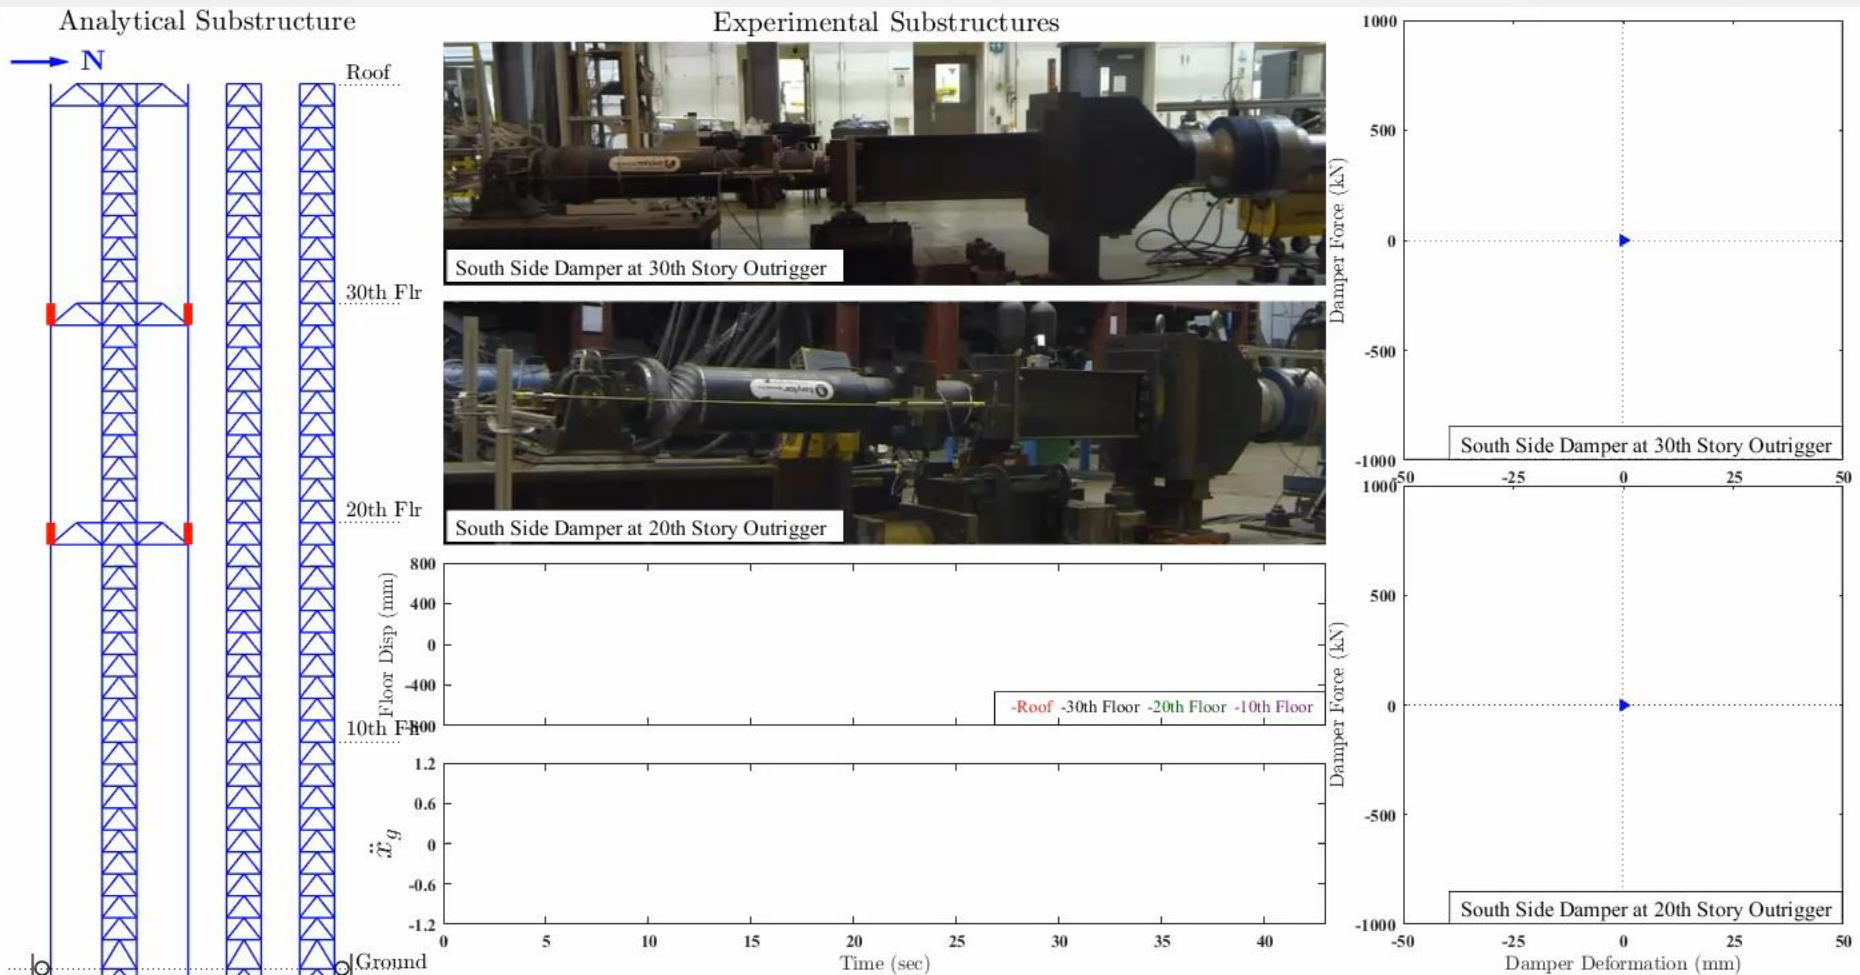 Analytical Substructure
N
Roof
30th Flr
20th Flr
10th Flr
Ground
Experimental Substructures
South Side Damper at 30th Story Outrigger
South Side Damper at 20th Story Outrigger
Floor Disp (mm)
800
400
0
-400
-800
-Roof -30th Floor -20th Floor -10th Floor
ẍg
1.2
0.6
0
-0.6
-1.2
0 5 10 15 20 25 30 35 40
Time (sec)
Damper Force (kN)
1000
500
0
-500
-1000
South Side Damper at 30th Story Outrigger
-50 -25 0 25 50
Damper Force (kN)
1000
500
0
-500
-1000
South Side Damper at 20th Story Outrigger
-50 -25 0 25 50
Damper Deformation (mm)